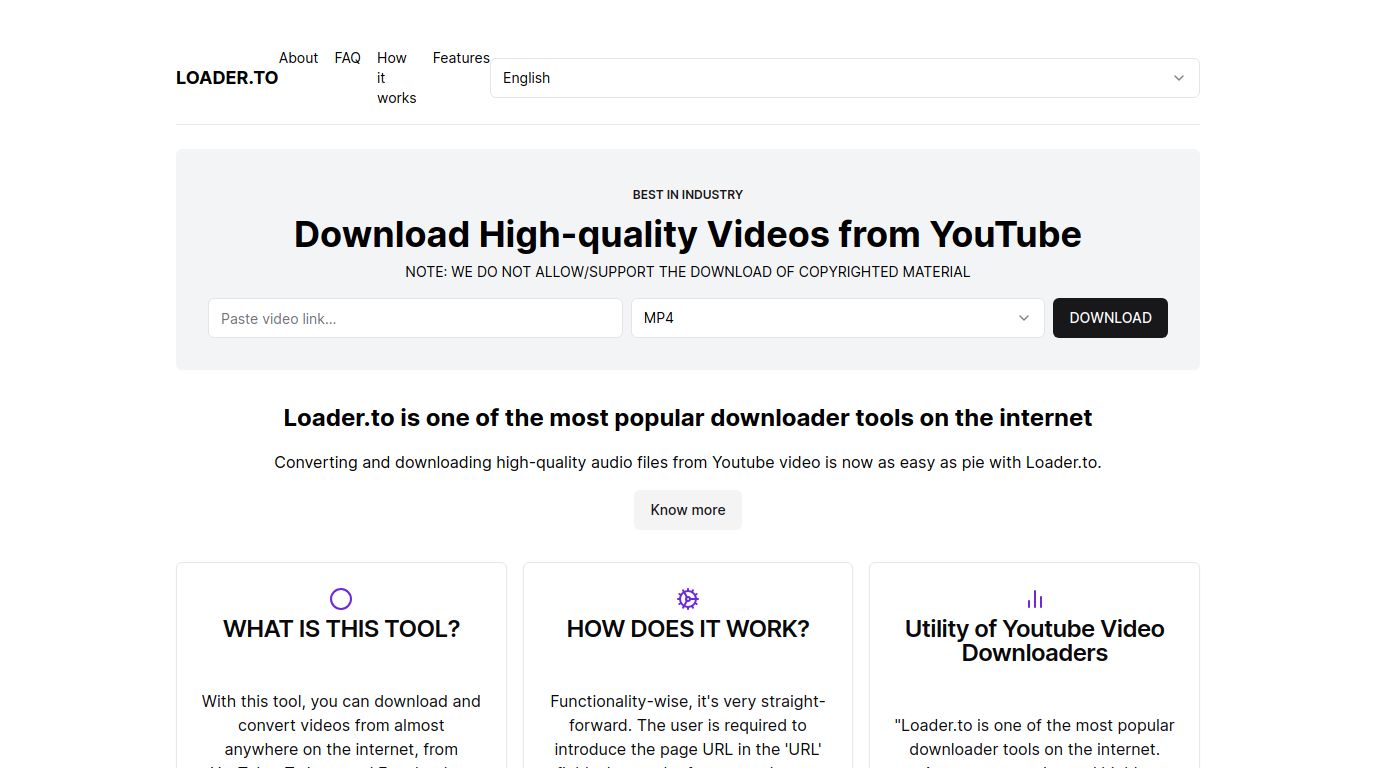 LOADER.TO
About
FAQ
How
it
works
Features
English
BEST IN INDUSTRY
Download High-quality Videos from YouTube
NOTE: WE DO NOT ALLOW/SUPPORT THE DOWNLOAD OF COPYRIGHTED MATERIAL
Paste video link...
MP4
DOWNLOAD
Loader.to is one of the most popular downloader tools on the internet
Converting and downloading high-quality audio files from Youtube video is now as easy as pie with Loader.to.
Know more
WHAT IS THIS TOOL?
With this tool, you can download and
convert videos from almost
anywhere on the internet, from
HOW DOES IT WORK?
Functionality-wise, it's very straight-
forward. The user is required to
introduce the page URL in the 'URL'
Utility of Youtube Video
Downloaders
"Loader.to is one of the most popular
downloader tools on the internet.